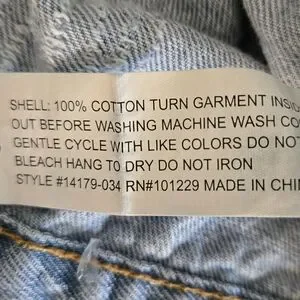 SHELL: 100% COTTON TURN GARMENT INSI
OUT BEFORE WASHING MACHINE WASH CO
GENTLE CYCLE WITH LIKE COLORS DO NOT
BLEACH HANG TO DRY DO NOT IRON
STYLE #14179-034 RN#101229 MADE IN CHI